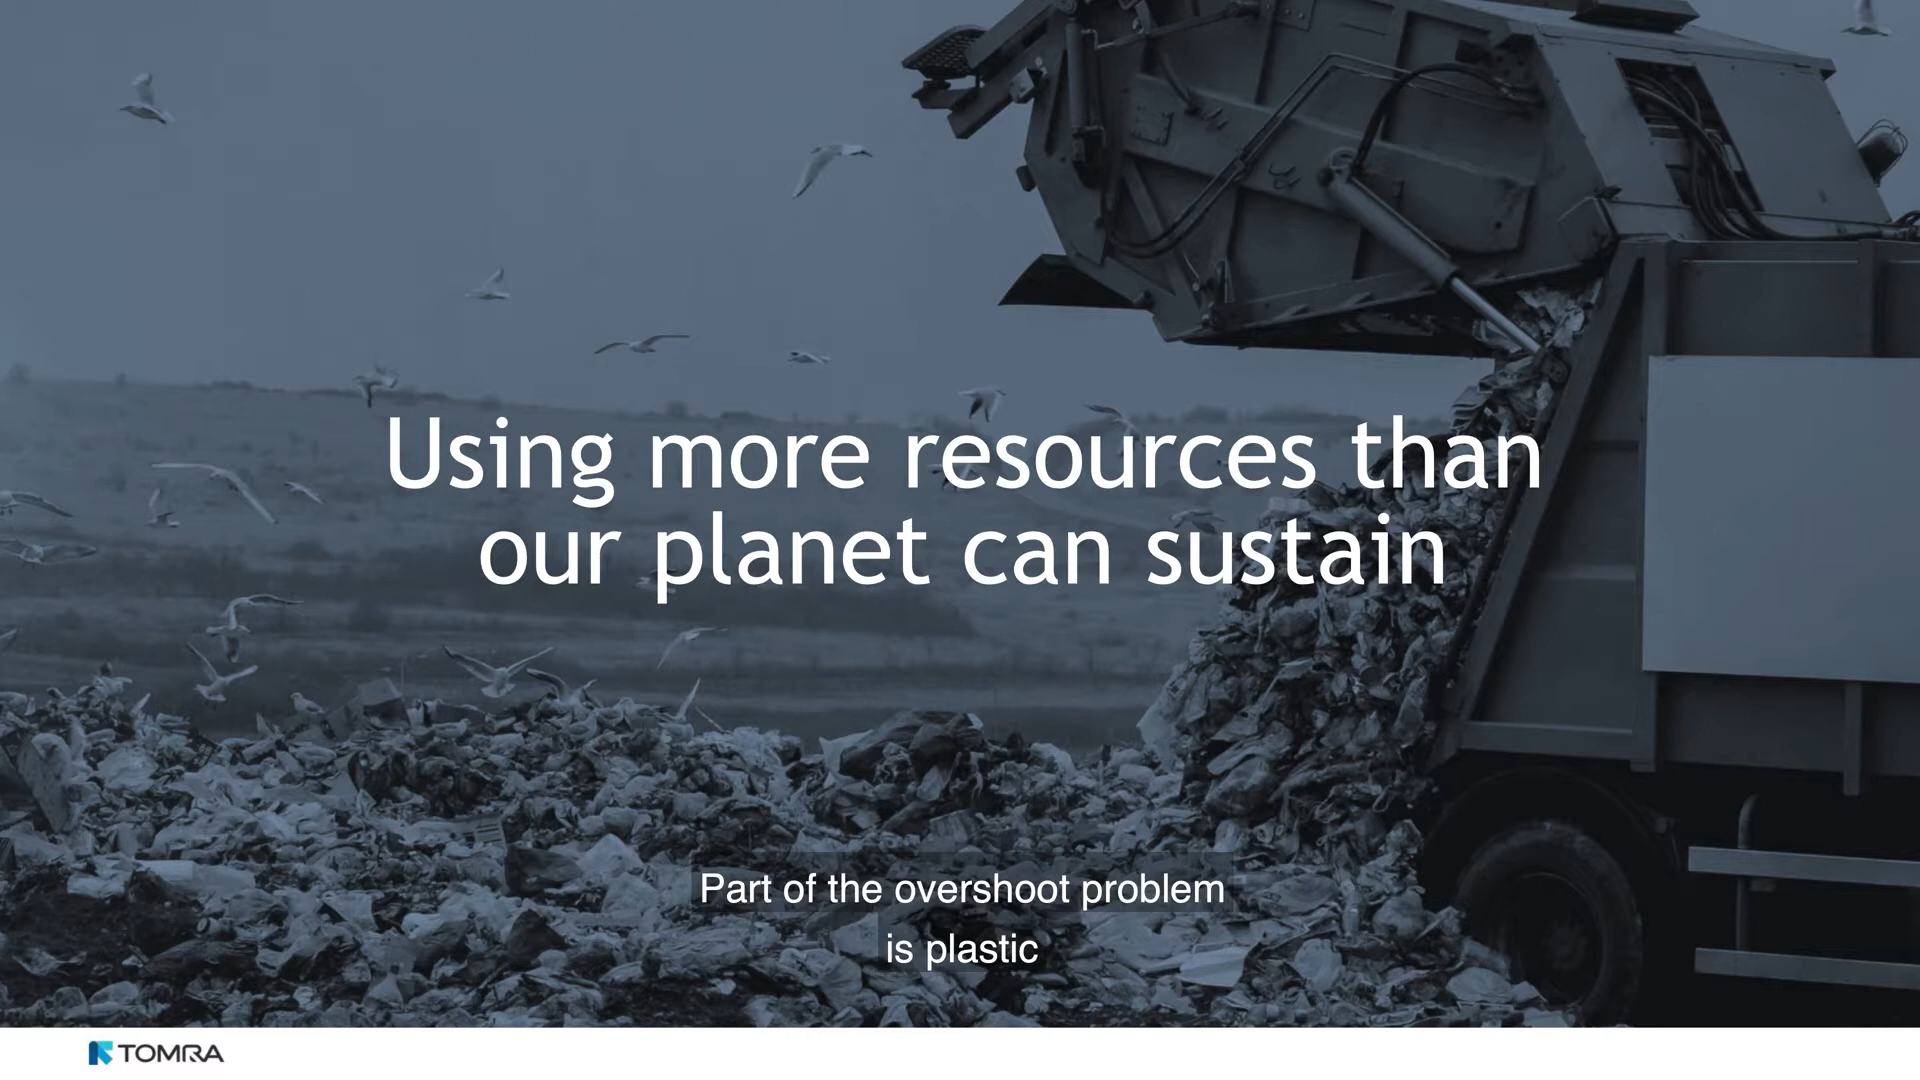 Using more resources than
our planet can sustain
Part of the overshoot problem
is plastic
TOMRA